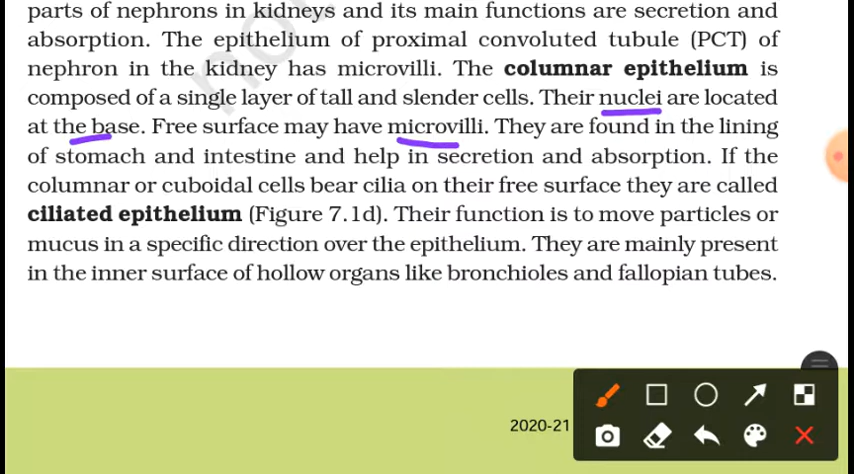 parts of nephrons in kidneys and its main functions are secretion and
absorption. The epithelium of proximal convoluted tubule (PCT) of
nephron in the kidney has microvilli. The columnar epithelium is
composed of a single layer of tall and slender cells. Their nuclei are located
at the base. Free surface may have microvilli. They are found in the lining
of stomach and intestine and help in secretion and absorption. If the
columnar or cuboidal cells bear cilia on their free surface they are called
ciliated epithelium (Figure 7.1d). Their function is to move particles or
mucus in a specific direction over the epithelium. They are mainly present
in the inner surface of hollow organs like bronchioles and fallopian tubes.
2020-21